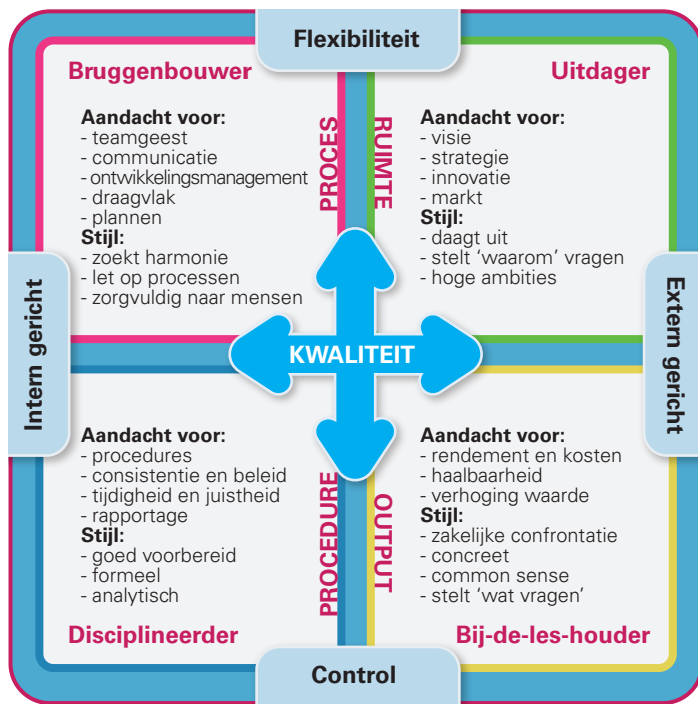 Flexibiliteit
Bruggenbouwer
Aandacht voor:
- teamgeest
- communicatie
- ontwikkelingsmanagement
- draagvlak
- plannen
Stijl:
- zoekt harmonie
- let op processen
- zorgvuldig naar mensen
PROCES
RUIMTE
Uitdager
Aandacht voor:
- visie
- strategie
- innovatie
- markt
Stijl:
- daagt uit
- stelt ‘waarom’ vragen
- hoge ambities
Intern gericht
KWALITEIT
Extern gericht
Aandacht voor:
- procedures
- consistentie en beleid
- tijdigheid en juistheid
- rapportage
Stijl:
- goed voorbereid
- formeel
- analytisch
Disciplineerder
PROCEDURE
OUTPUT
Aandacht voor:
- rendement en kosten
- haalbaarheid
- verhoging waarde
Stijl:
- zakelijke confrontatie
- concreet
- common sense
- stelt ‘wat vragen’
Bij-de-les-houder
Control